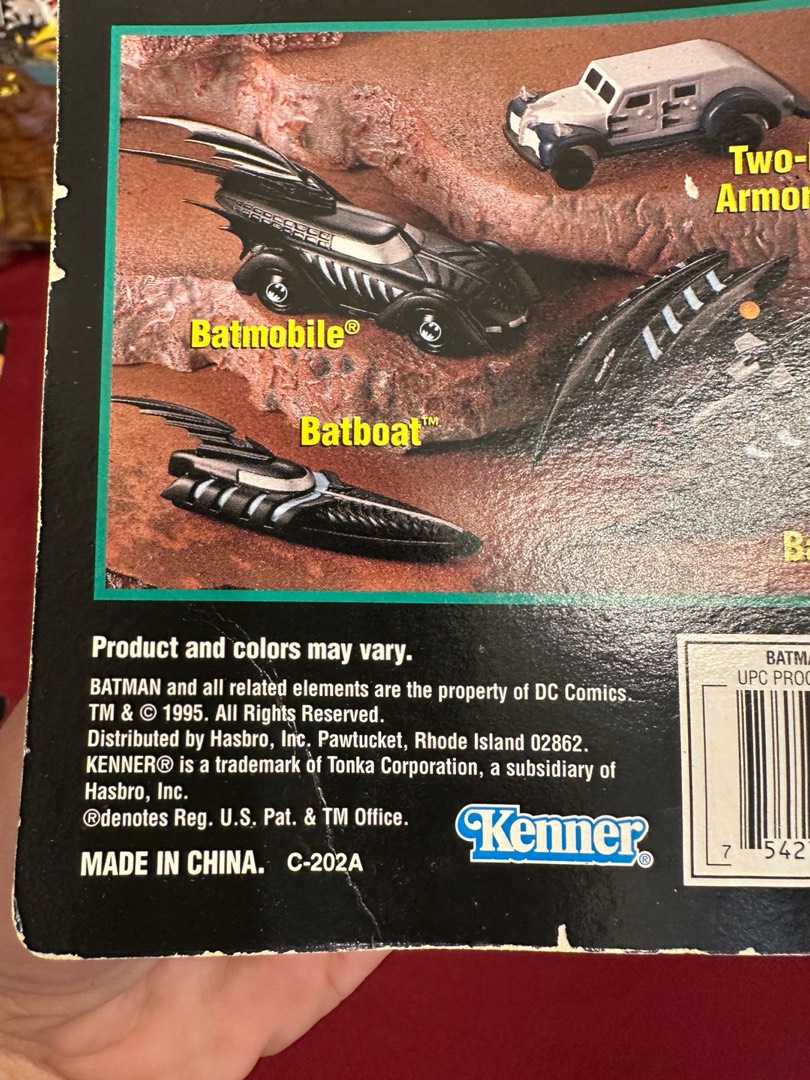 Two-
Armor
Batmobile®
Batboat™
Product and colors may vary.
BATMAN and all related elements are the property of DC Comics.
TM & © 1995. All Rights Reserved.
Distributed by Hasbro, Inc. Pawtucket, Rhode Island 02862.
KENNER® is a trademark of Tonka Corporation, a subsidiary of
Hasbro, Inc.
®denotes Reg. U.S. Pat. & TM Office.
MADE IN CHINA. C-202A
Kenner®
BATMA
UPC PROO
7 542